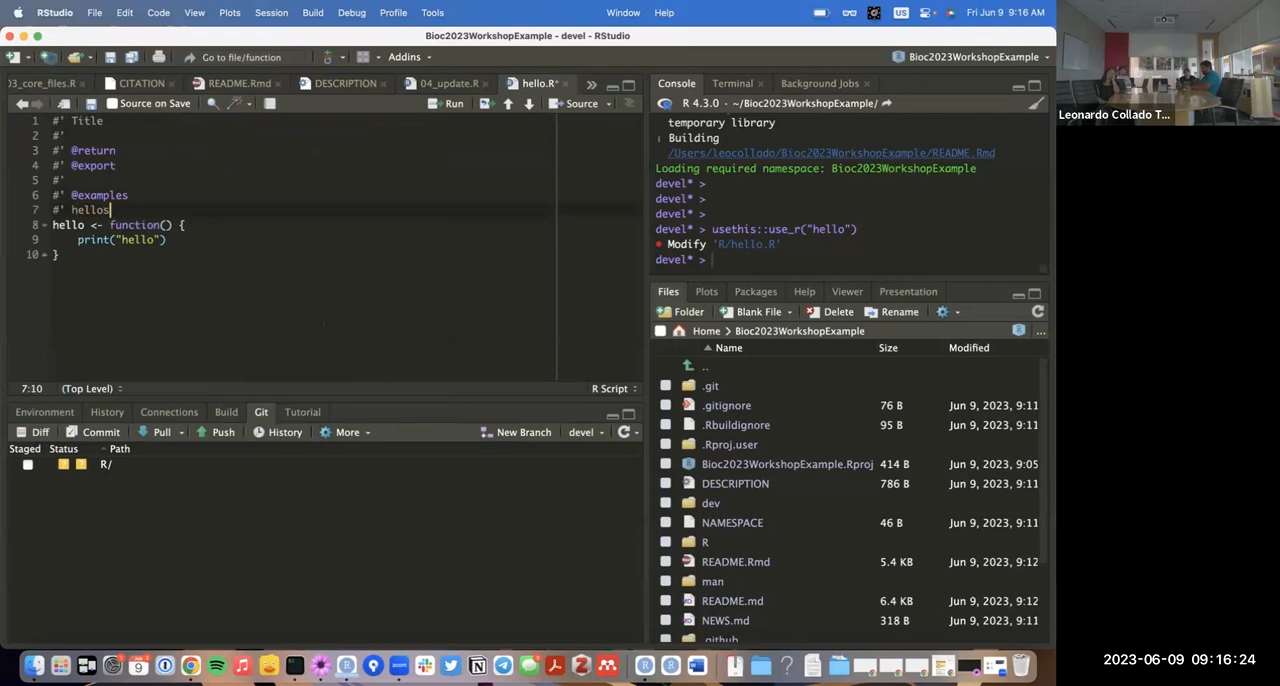 RStudio File Edit Code View Plots Session Build Debug Profile Tools Window Help US Fri Jun 9 9:16 AM
Bioc2023WorkshopExample - devel - RStudio
Go to file/function Addins Bioc2023WorkshopExample
03_core_files.R CITATION README.Rmd DESCRIPTION 04_update.R hello.R*
Source on Save Run Source
1 #' Title
2 #'
3 #' @return
4 #' @export
5 #'
6 #' @examples
7 #' hellos
8 hello <- function() {
9 print("hello")
10 }
7:10 (Top Level) R Script
Console Terminal Background Jobs
R 4.3.0 · ~/Bioc2023WorkshopExample/
temporary library
ℹ Building
/Users/leocollado/Bioc2023WorkshopExample/README.Rmd
Loading required namespace: Bioc2023WorkshopExample
devel* >
devel* >
devel* >
devel* > usethis::use_r("hello")
• Modify 'R/hello.R'
devel* >
Environment History Connections Build Git Tutorial
Diff Commit Pull Push History More New Branch devel
Staged Status Path
? ? R/
Files Plots Packages Help Viewer Presentation
Folder Blank File Delete Rename
Home > Bioc2023WorkshopExample ...
Name Size Modified
..
.git
.gitignore 76 B Jun 9, 2023, 9:11
.Rbuildignore 95 B Jun 9, 2023, 9:11
.Rproj.user
Bioc2023WorkshopExample.Rproj 414 B Jun 9, 2023, 9:05
DESCRIPTION 786 B Jun 9, 2023, 9:11
dev
NAMESPACE 46 B Jun 9, 2023, 9:11
R
README.Rmd 5.4 KB Jun 9, 2023, 9:12
man
README.md 6.4 KB Jun 9, 2023, 9:12
NEWS.md 318 B Jun 9, 2023, 9:11
.github
Leonardo Collado T...
2023-06-09 09:16:24